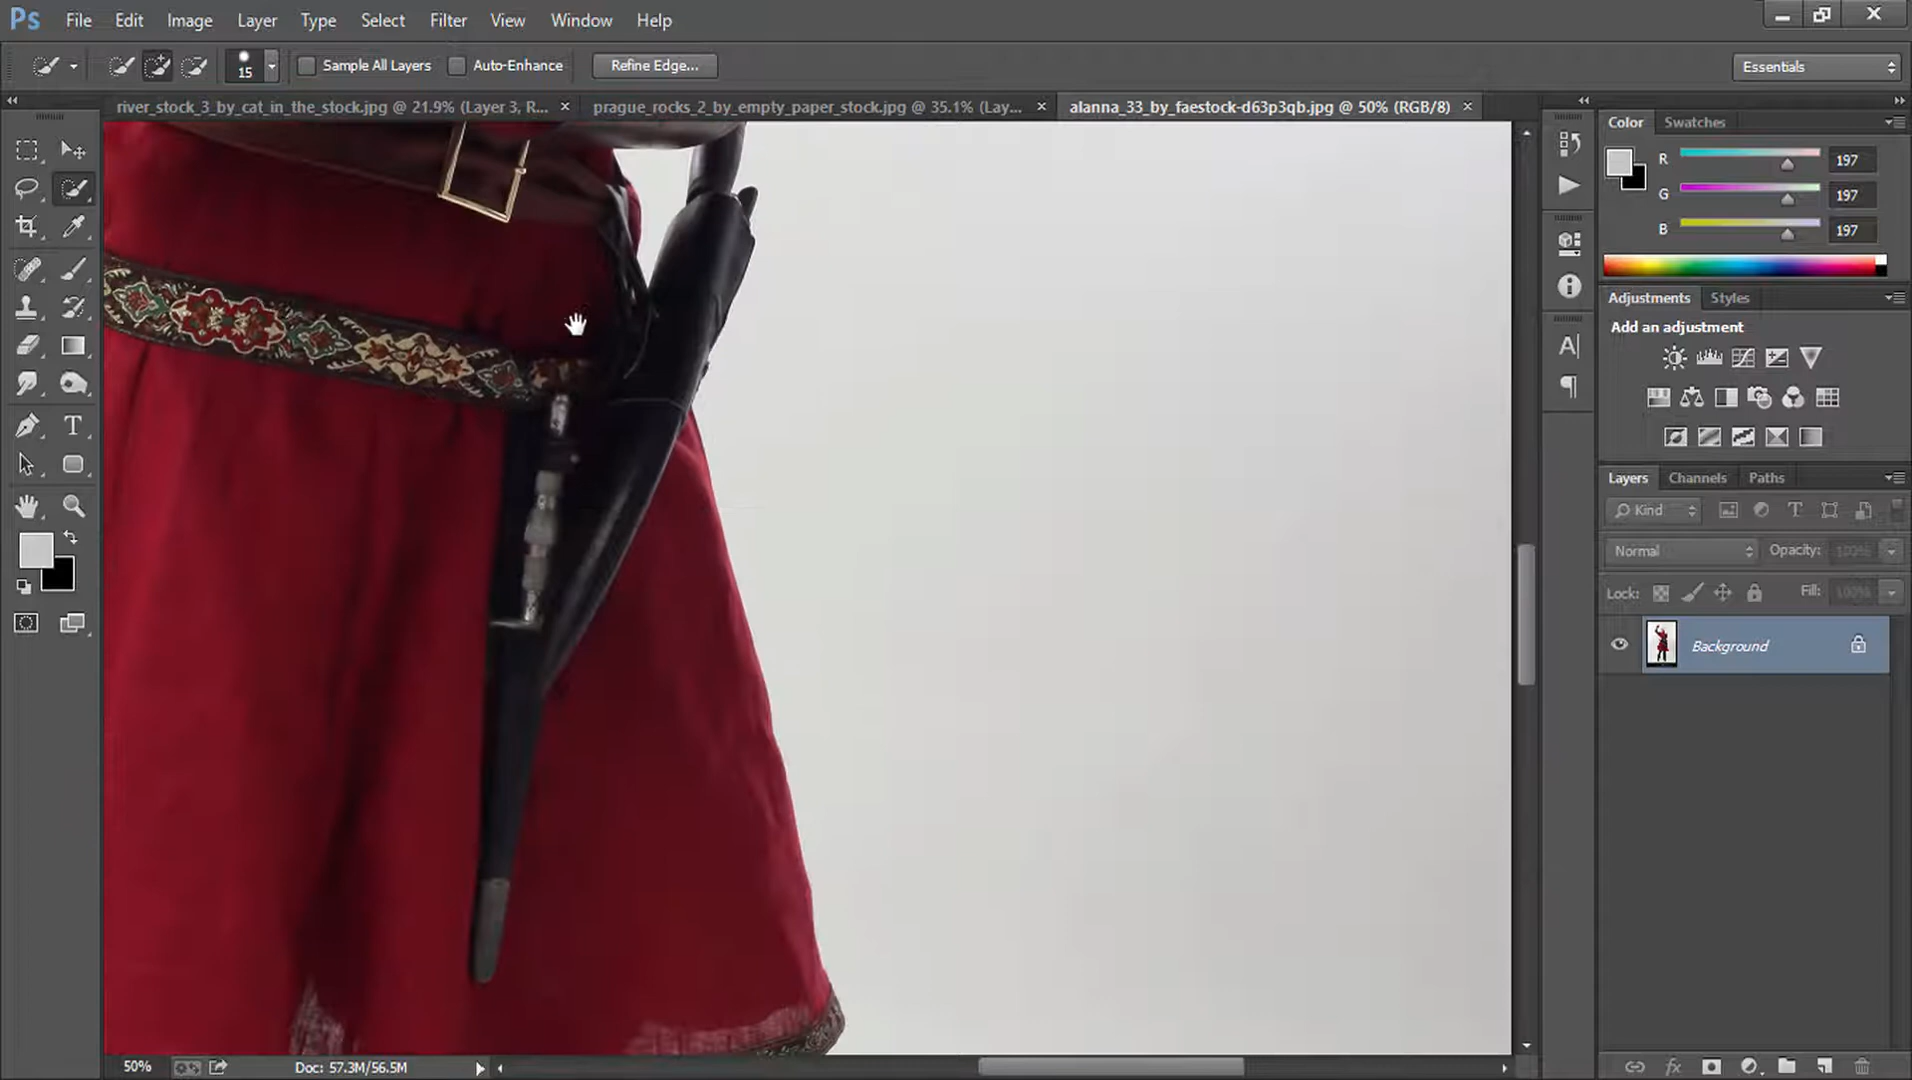 Ps File Edit Image Layer Type Select Filter View Window Help
15 Sample All Layers Auto-Enhance Refine Edge... Essentials
river_stock_3_by_cat_in_the_stock.jpg @ 21.9% (Layer 3, R... × prague_rocks_2_by_empty_paper_stock.jpg @ 35.1% (Lay... × alanna_33_by_faestock-d63p3qb.jpg @ 50% (RGB/8) ×
Color Swatches
R 197
G 197
B 197
Adjustments Styles
Add an adjustment
Layers Channels Paths
Kind
Normal Opacity: 100%
Lock: Fill: 100%
Background
50% Doc: 57.3M/56.5M